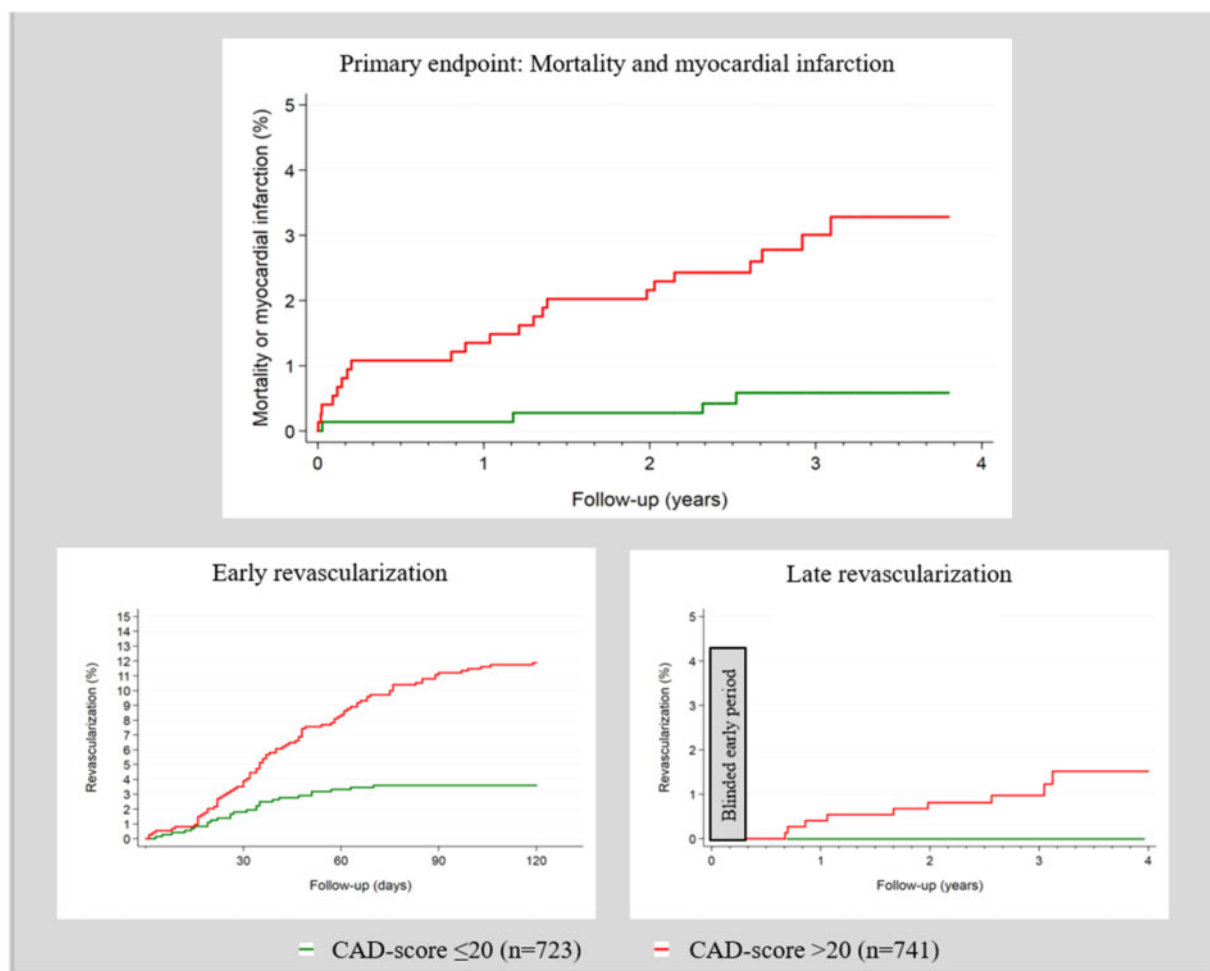 Primary endpoint: Mortality and myocardial infarction
Mortality or myocardial infarction (%)
5
4
3
2
1
0
0 1 2 3 4
Follow-up (years)
Early revascularization
Revascularization (%)
15
14
13
12
11
10
9
8
7
6
5
4
3
2
1
0
30 60 90 120
Follow-up (days)
Late revascularization
Revascularization (%)
5
4
3
2
1
0
Blinded early period
0 1 2 3 4
Follow-up (years)
CAD-score ≤20 (n=723) CAD-score >20 (n=741)